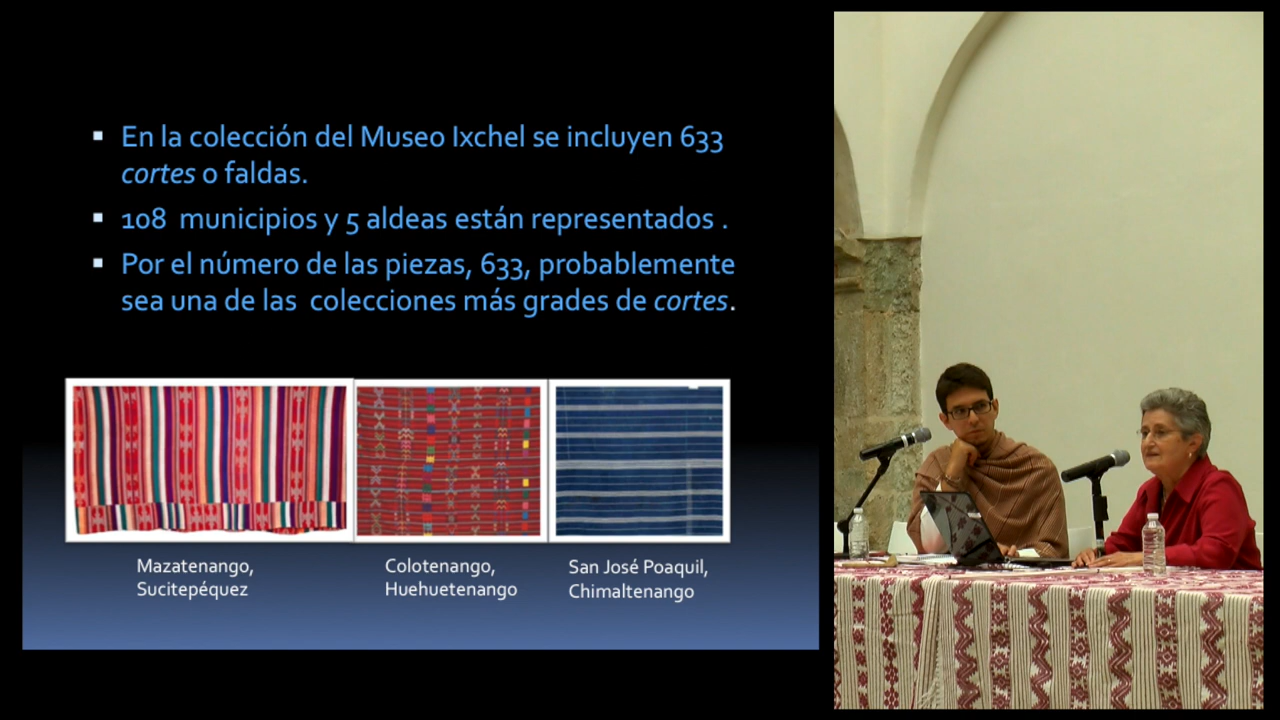 En la colección del Museo Ixchel se incluyen 633
cortes o faldas.
108 municipios y 5 aldeas están representados .
Por el número de las piezas, 633, probablemente
sea una de las colecciones más grades de cortes.
Mazatenango,
Sucitepéquez
Colotenango,
Huehuetenango
San José Poaquil,
Chimaltenango